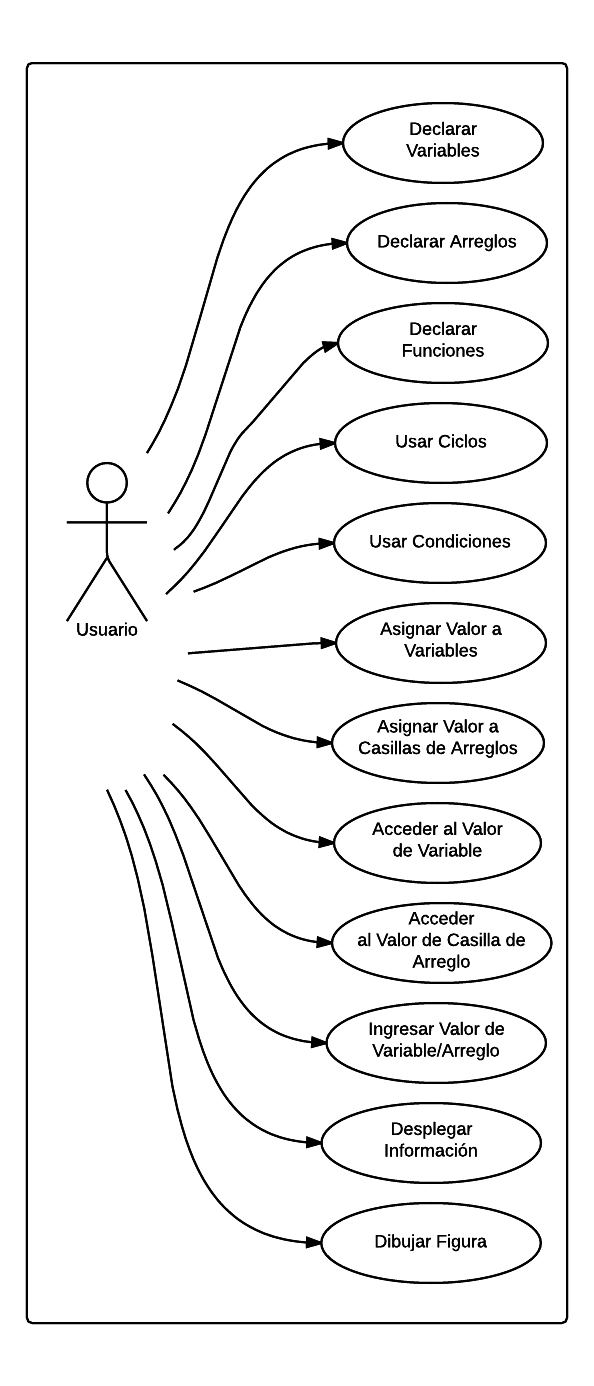 Declarar
Variables
Declarar Arreglos
Declarar
Funciones
Usar Ciclos
Usar Condiciones
Usuario
Asignar Valor a
Variables
Asignar Valor a
Casillas de Arreglos
Acceder al Valor
de Variable
Acceder
al Valor de Casilla de
Arreglo
Ingresar Valor de
Variable/Arreglo
Desplegar
Información
Dibujar Figura